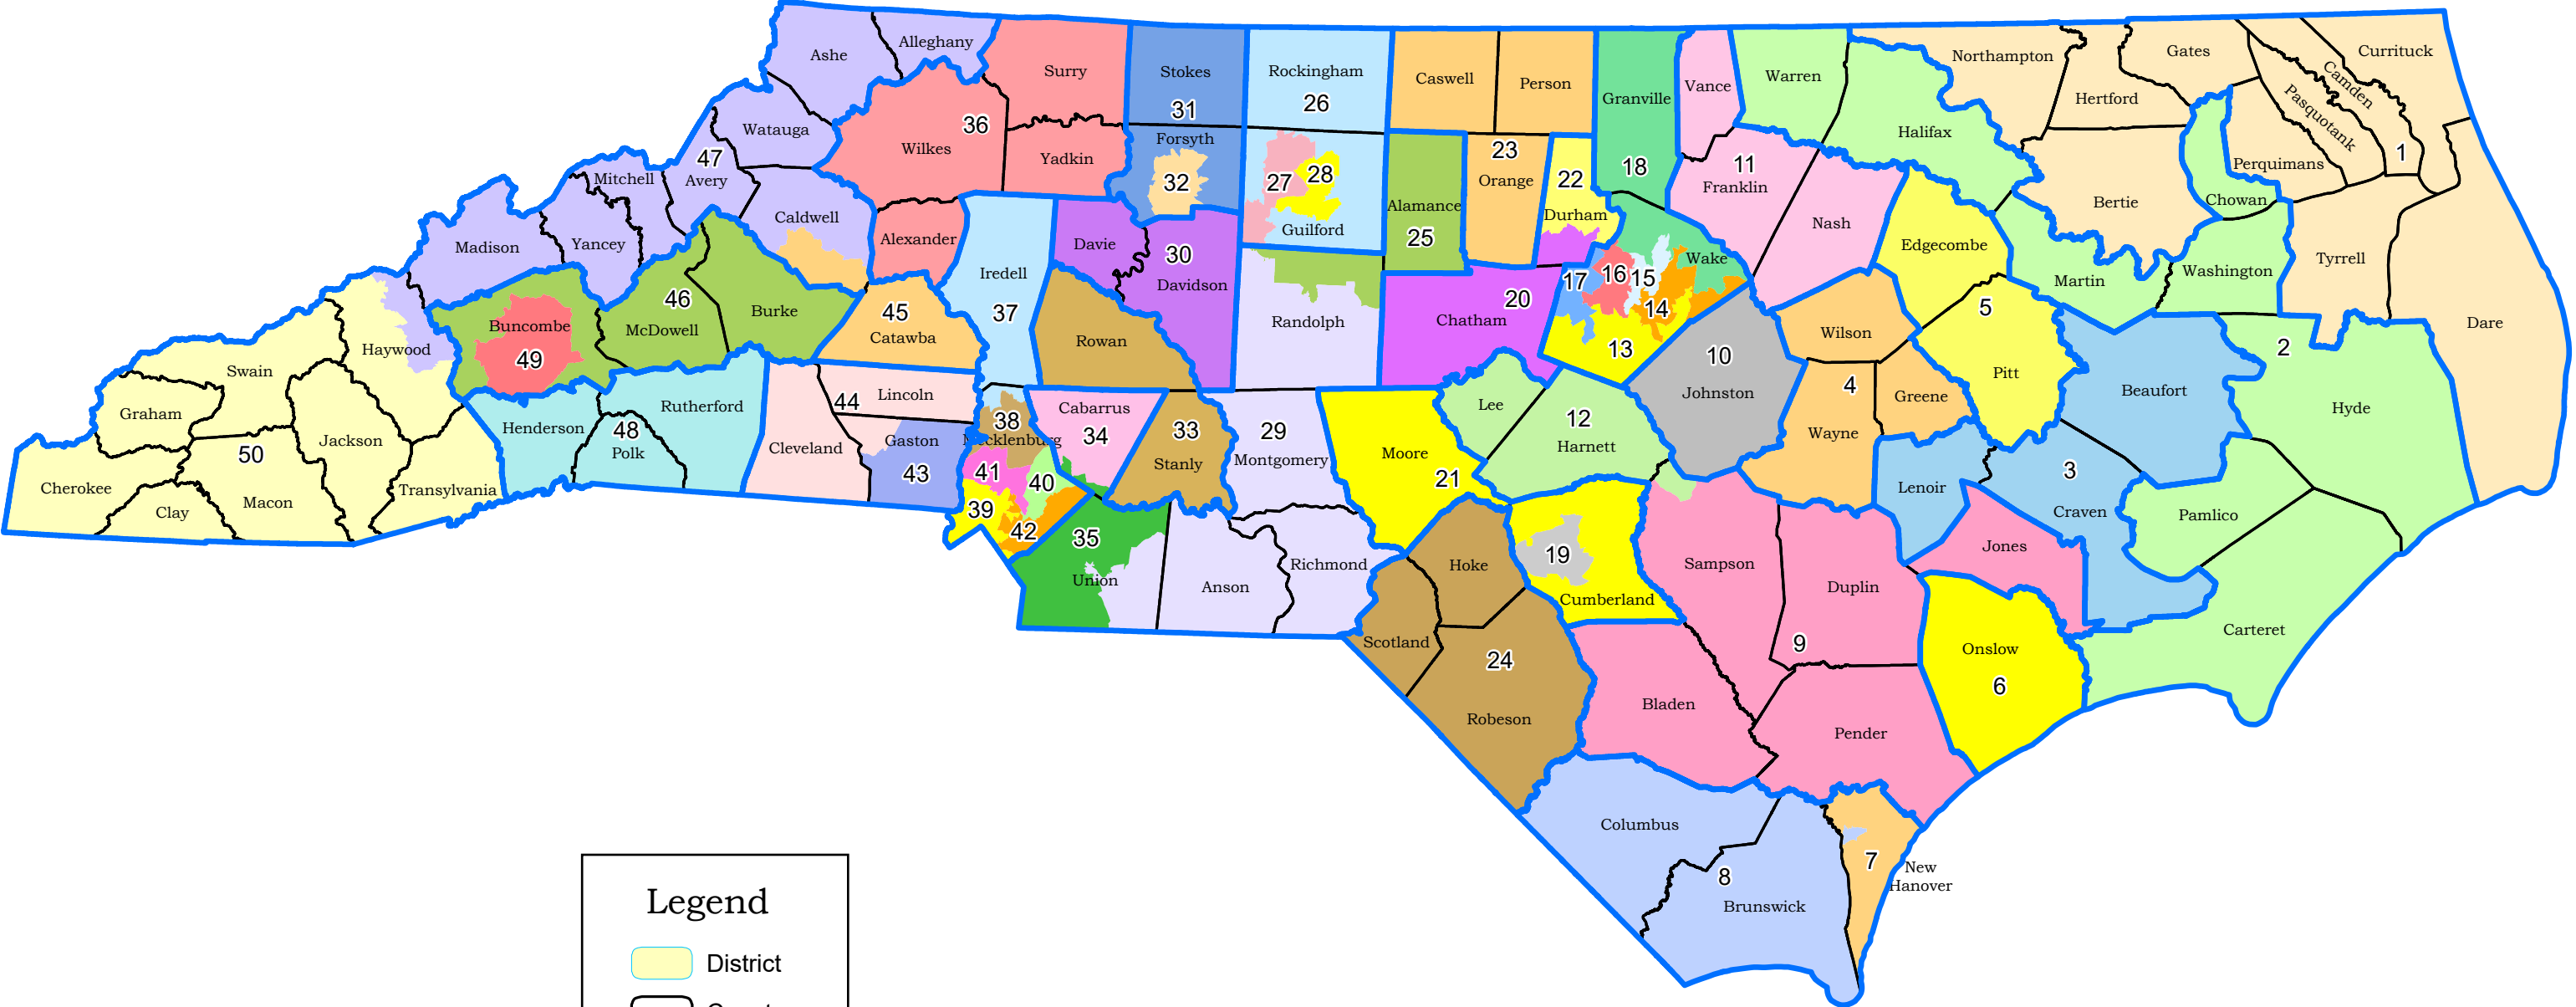 Ashe
Alleghany
Surry
Stokes
31
Rockingham
26
Caswell
Person
Granville
18
Vance
Warren
Halifax
Northampton
Gates
Hertford
Currituck
Camden
Pasquotank
Perquimans
1
Chowan
Bertie
Watauga
Wilkes
36
Yadkin
Forsyth
32
27
28
Guilford
Alamance
25
23
Orange
22
Durham
11
Franklin
Nash
Edgecombe
Martin
Washington
Tyrrell
Dare
47
Avery
Mitchell
Yancey
Madison
Caldwell
Alexander
Iredell
37
Davie
30
Davidson
Randolph
20
Chatham
17
16
15
14
Wake
13
10
Johnston
Wilson
5
Pitt
Beaufort
2
Hyde
Haywood
Buncombe
49
46
McDowell
Burke
45
Catawba
Rowan
Swain
Graham
Cherokee
Clay
50
Macon
Jackson
Transylvania
Henderson
48
Polk
Rutherford
Cleveland
44
Lincoln
Gaston
43
38
Mecklenburg
41
40
39
42
Cabarrus
34
33
Stanly
29
Montgomery
Moore
21
Lee
12
Harnett
4
Wayne
Greene
Lenoir
3
Craven
Pamlico
Jones
Carteret
35
Union
Anson
Richmond
Scotland
Hoke
19
Cumberland
Sampson
Duplin
9
Onslow
6
24
Robeson
Bladen
Pender
Columbus
8
Brunswick
7
New
Hanover
Legend
District